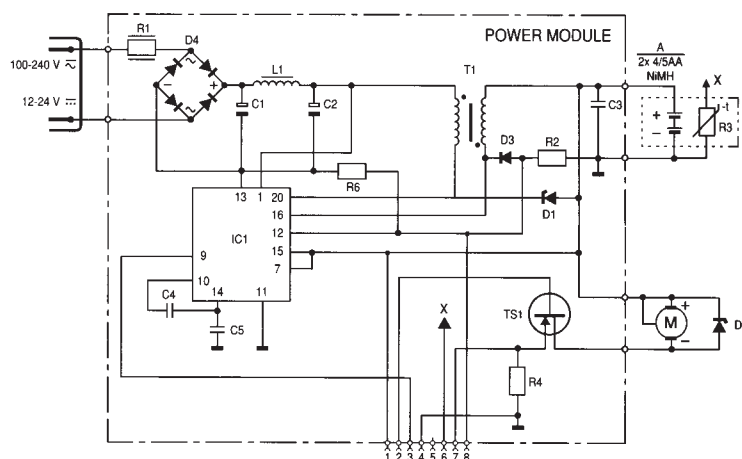 POWER MODULE
R1
D4
100-240 V
12-24 V
L1
T1
C1
C2
C3
A
2x 4/5AA
NiMH
X
-t
R3
+
−
D3
R2
R6
D1
13 1 20
16
12
15
7
9
10
14
11
IC1
C4
C5
X
TS1
R4
M
+
−
D
1 2 3 4 5 6 7 8